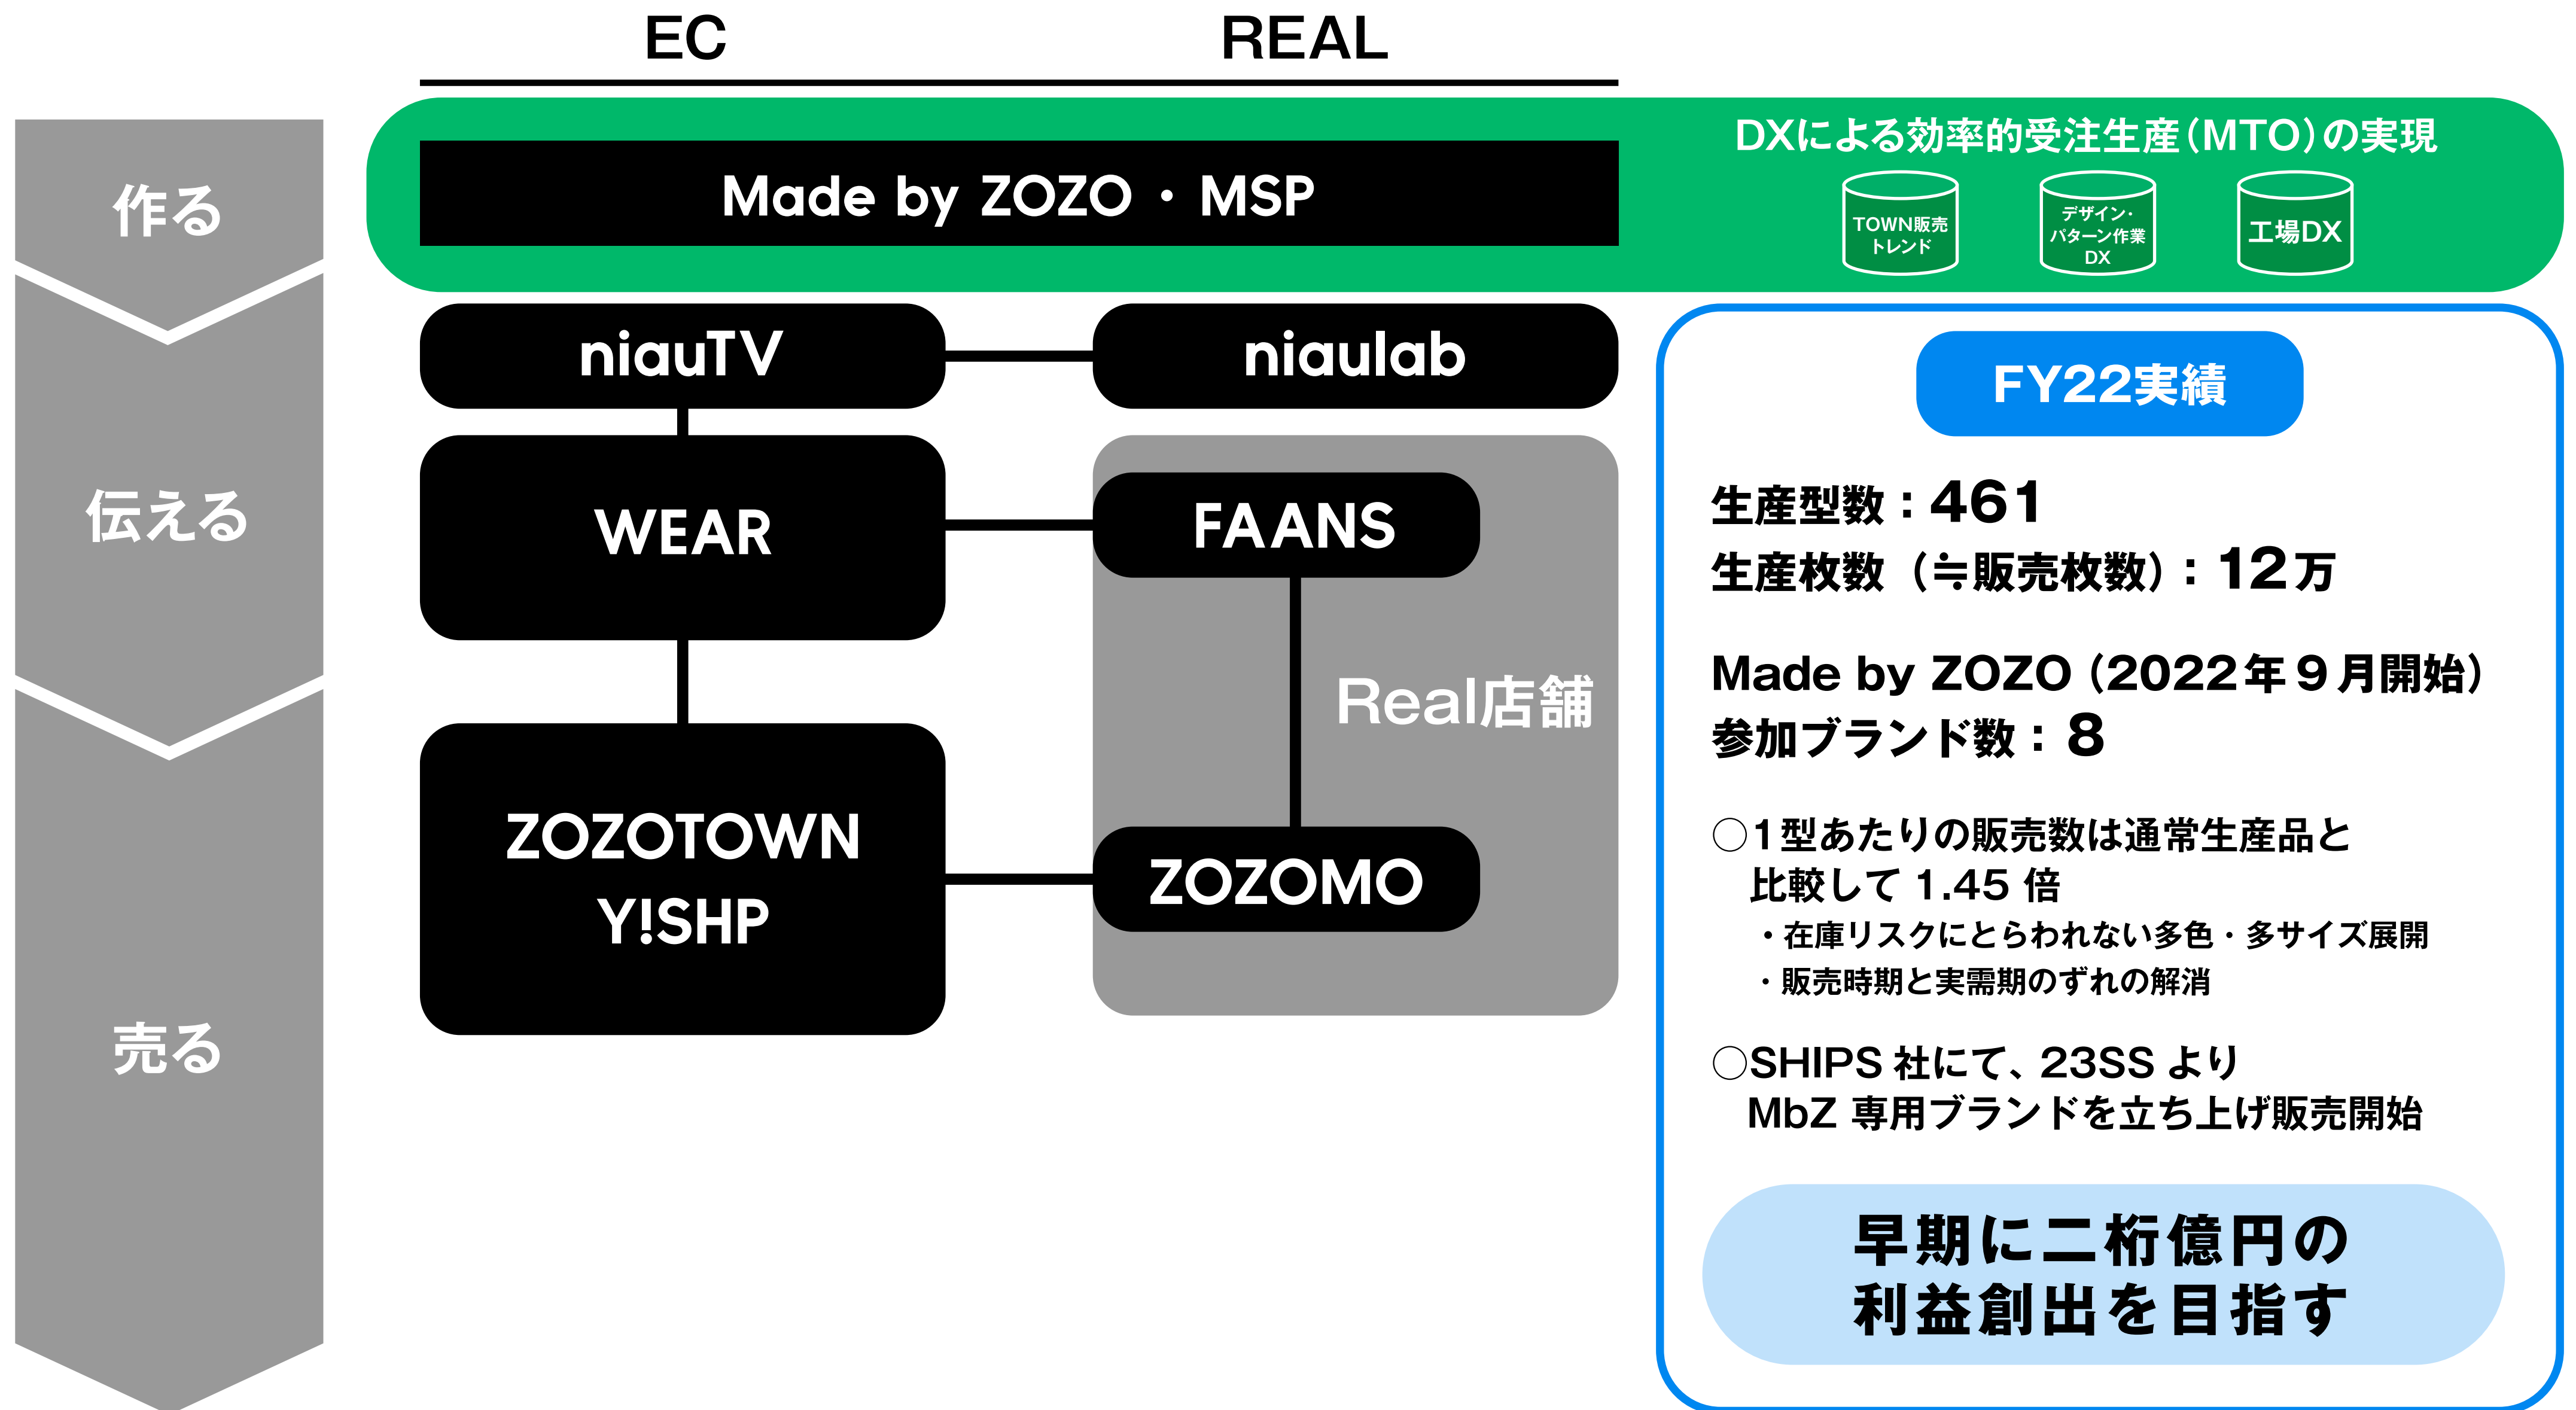 EC
REAL
作る
Made by ZOZO・MSP
DXによる効率的受注生産(MTO)の実現
TOWN販売
トレンド
デザイン・
パターン作業
DX
工場DX
伝える
niauTV
niaulab
WEAR
FAANS
Real店舗
売る
ZOZOTOWN
Y!SHP
ZOZOMO
FY22実績
生産型数：461
生産枚数（≒販売枚数）：12万
Made by ZOZO（2022年9月開始）
参加ブランド数：8
○1型あたりの販売数は通常生産品と
比較して 1.45 倍
・在庫リスクにとらわれない多色・多サイズ展開
・販売時期と実需期のずれの解消
○SHIPS 社にて、23SS より
MbZ 専用ブランドを立ち上げ販売開始
早期に二桁億円の
利益創出を目指す